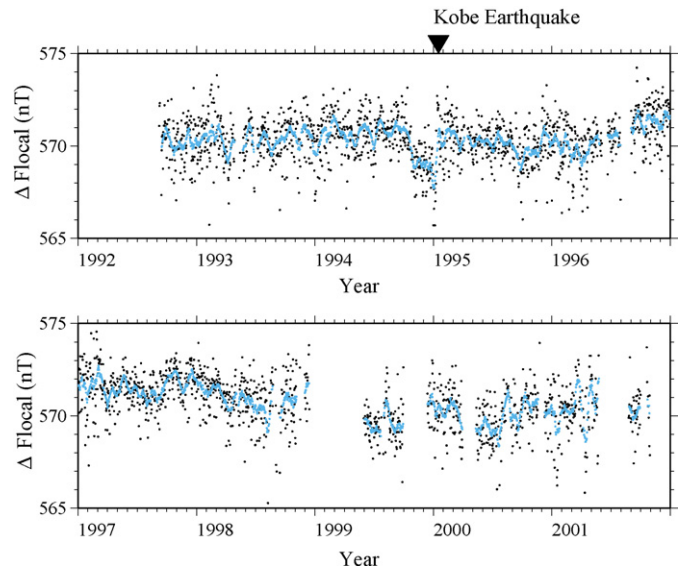 Kobe Earthquake
575
570
565
Δ Flocal (nT)
1992 1993 1994 1995 1996
Year
575
570
565
Δ Flocal (nT)
1997 1998 1999 2000 2001
Year